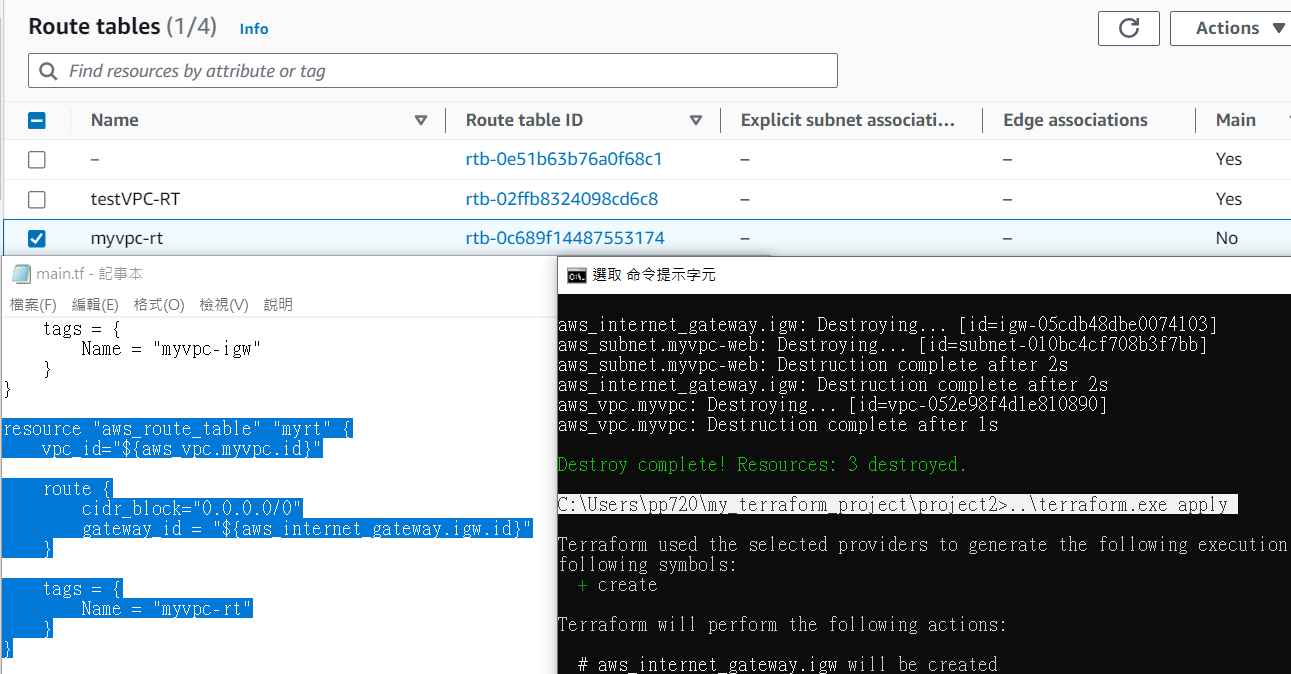 Route tables (1/4) Info
Actions
Find resources by attribute or tag
Name Route table ID Explicit subnet associati... Edge associations Main
– rtb-0e51b63b76a0f68c1 – – Yes
testVPC-RT rtb-02ffb8324098cd6c8 – – Yes
myvpc-rt rtb-0c689f14487553174 – – No
main.tf - 記事本
檔案(F) 編輯(E) 格式(O) 檢視(V) 說明
tags = {
Name = "myvpc-igw"
}
}
resource "aws_route_table" "myrt" {
vpc_id="${aws_vpc.myvpc.id}"
route {
cidr_block="0.0.0.0/0"
gateway_id = "${aws_internet_gateway.igw.id}"
}
tags = {
Name = "myvpc-rt"
}
}
選取 命令提示字元
aws_internet_gateway.igw: Destroying... [id=igw-05cdb48dbe0074103]
aws_subnet.myvpc-web: Destroying... [id=subnet-010bc4cf708b3f7bb]
aws_subnet.myvpc-web: Destruction complete after 2s
aws_internet_gateway.igw: Destruction complete after 2s
aws_vpc.myvpc: Destroying... [id=vpc-052e98f4d1e810890]
aws_vpc.myvpc: Destruction complete after 1s
Destroy complete! Resources: 3 destroyed.
C:\Users\pp720\my_terraform_project\project2>..\terraform.exe apply
Terraform used the selected providers to generate the following execution
following symbols:
+ create
Terraform will perform the following actions:
# aws_internet_gateway.igw will be created